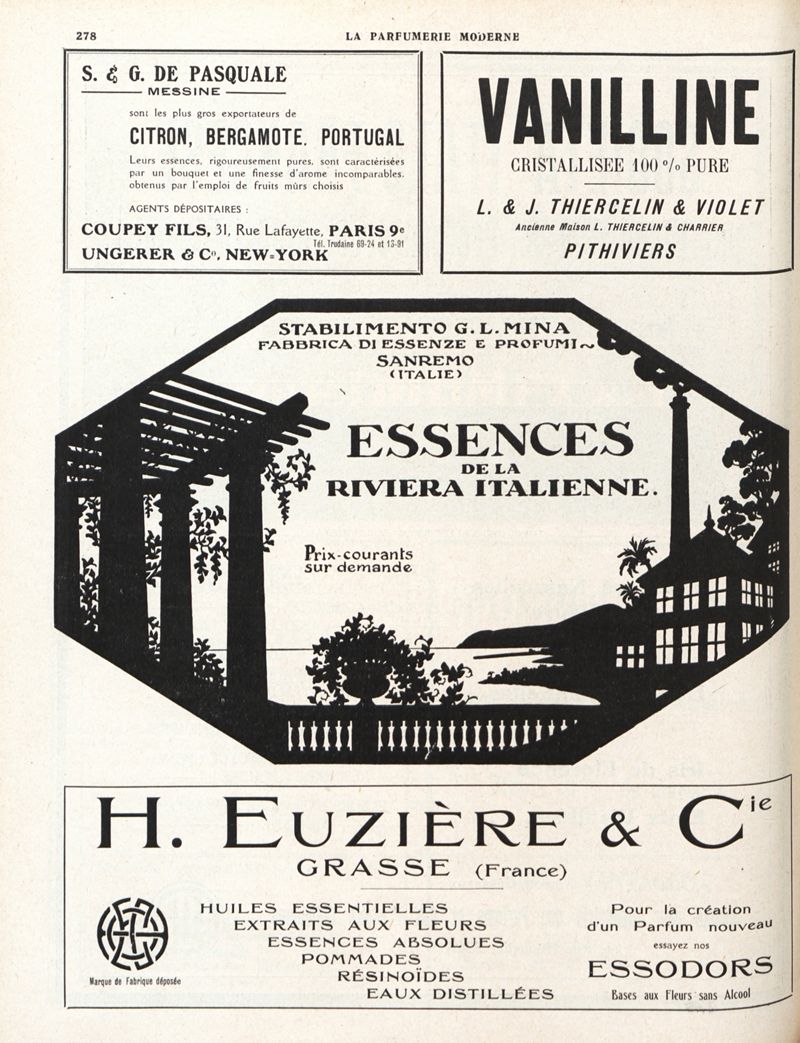 278
LA PARFUMERIE MODERNE
S. & G. DE PASQUALE
MESSINE
sont les plus gros exportateurs de
CITRON, BERGAMOTE, PORTUGAL
Leurs essences, rigoureusement pures, sont caractérisées
par un bouquet et une finesse d'arome incomparables,
obtenus par l'emploi de fruits mûrs choisis
AGENTS DÉPOSITAIRES :
COUPEY FILS, 31, Rue Lafayette, PARIS 9e
Tél. Trudaine 69-24 et 13-91
UNGERER & Co, NEW=YORK
VANILLINE
CRISTALLISEE 100 % PURE
L. & J. THIERCELIN & VIOLET
Ancienne Maison L. THIERCELIN & CHARRIER
PITHIVIERS
STABILIMENTO G. L. MINA
FABBRICA DI ESSENZE E PROFUMI~
SANREMO
(ITALIE)
ESSENCES
DE LA
RIVIERA ITALIENNE.
Prix-courants
sur demande
H. EUZIÈRE & Cie
GRASSE (France)
HUILES ESSENTIELLES
EXTRAITS AUX FLEURS
ESSENCES ABSOLUES
POMMADES
RÉSINOÏDES
EAUX DISTILLÉES
Marque de Fabrique déposée
Pour la création
d'un Parfum nouveau
essayez nos
ESSODORS
Bases aux Fleurs sans Alcool